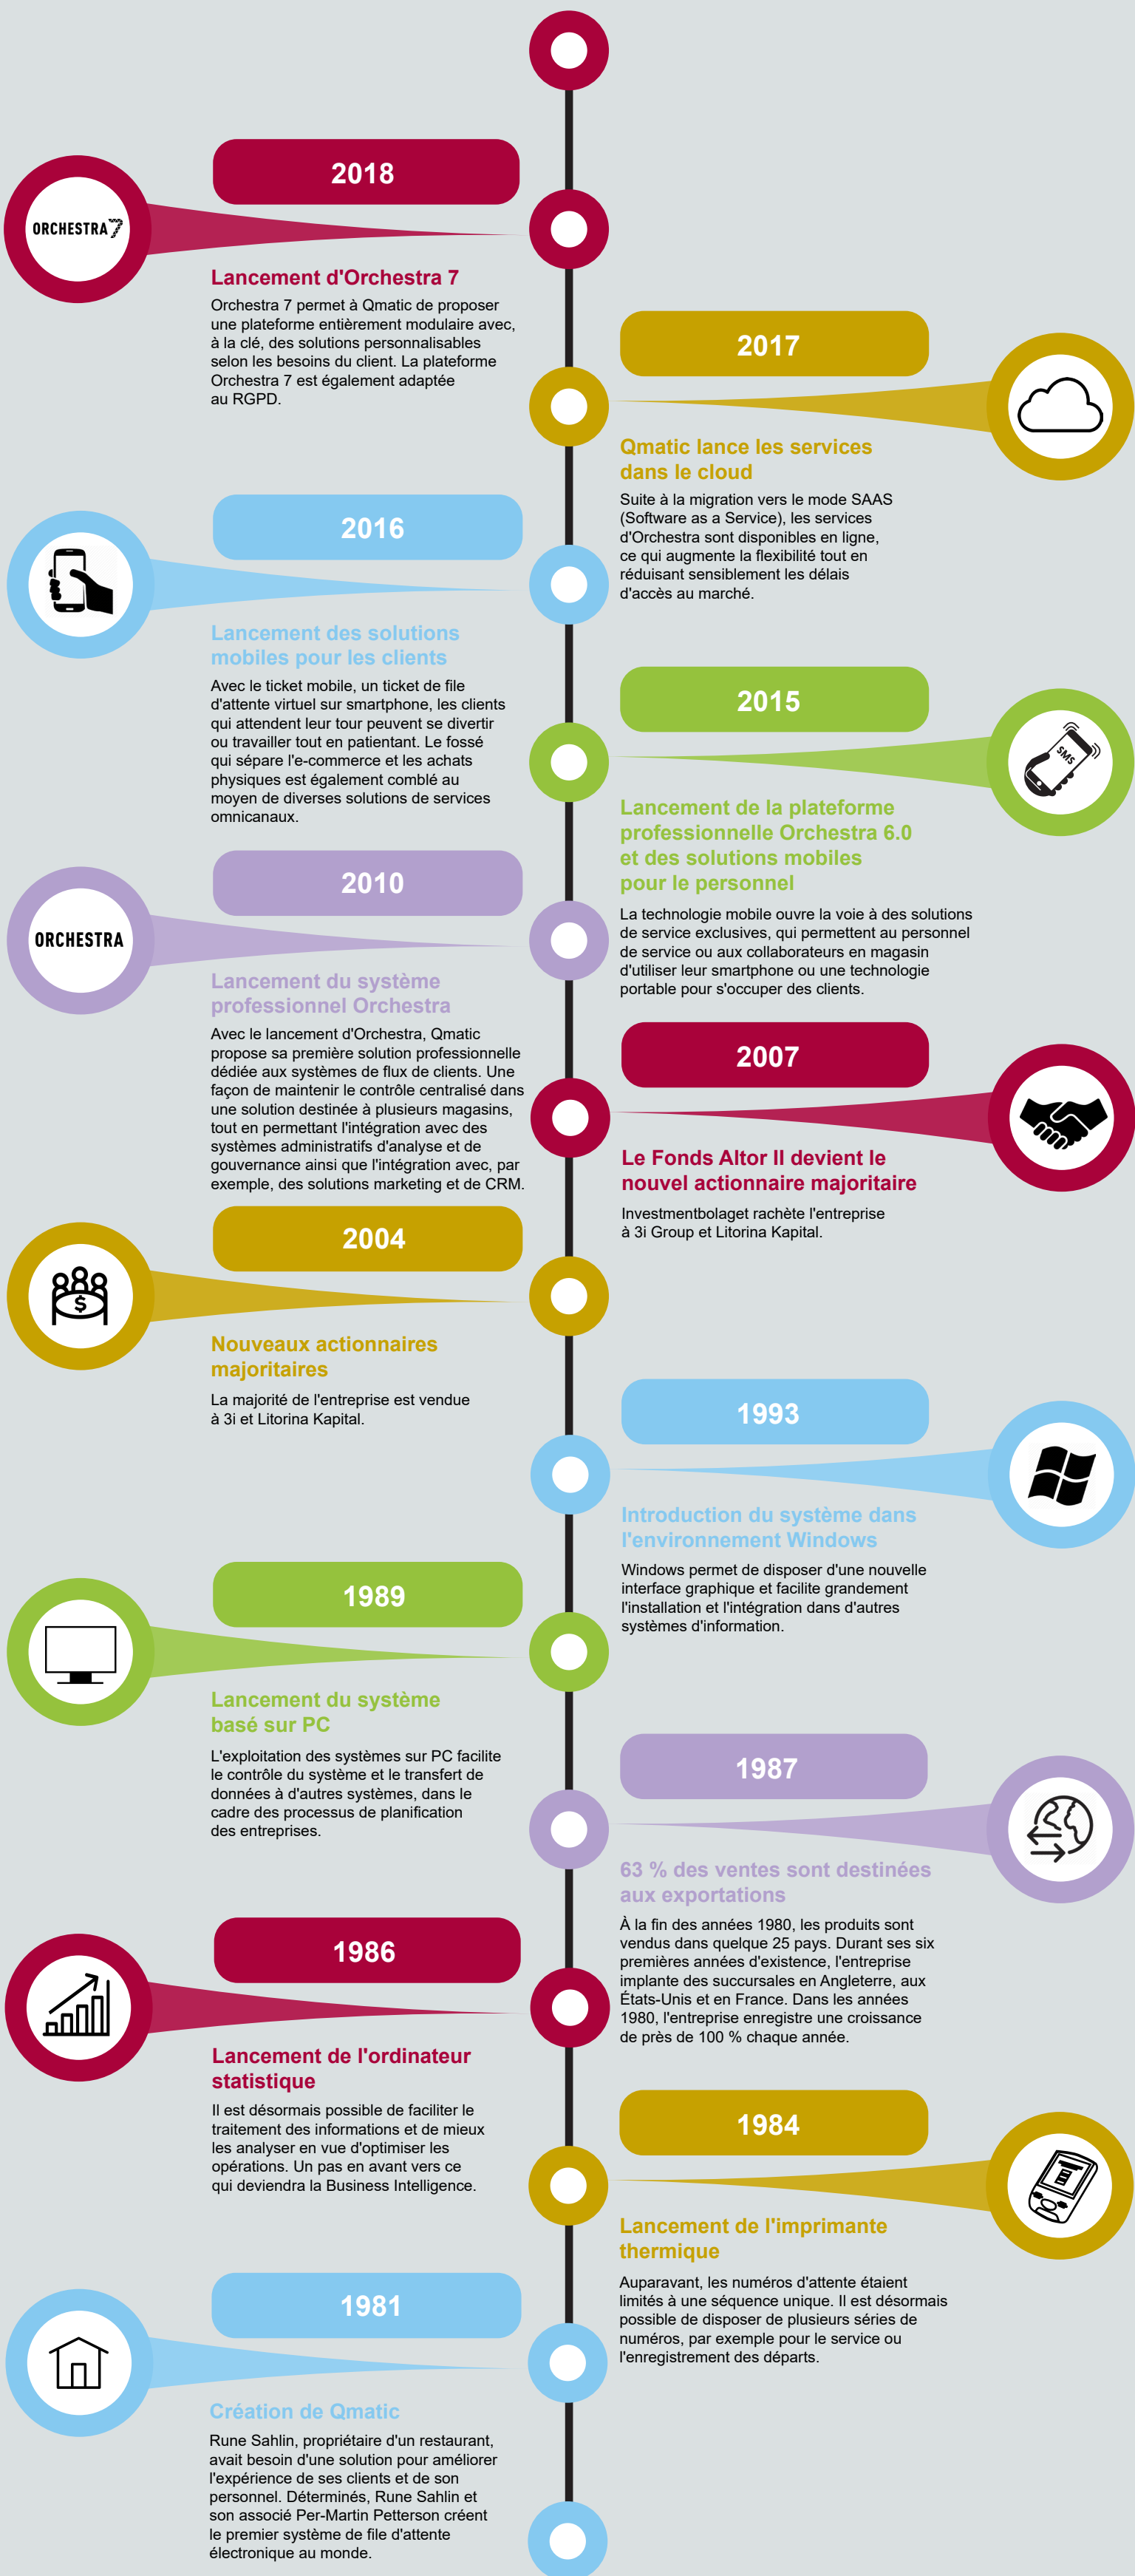 2018
ORCHESTRA 7
Lancement d'Orchestra 7
Orchestra 7 permet à Qmatic de proposer
une plateforme entièrement modulaire avec,
à la clé, des solutions personnalisables
selon les besoins du client. La plateforme
Orchestra 7 est également adaptée
au RGPD.
2017
Qmatic lance les services
dans le cloud
Suite à la migration vers le mode SAAS
(Software as a Service), les services
d'Orchestra sont disponibles en ligne,
ce qui augmente la flexibilité tout en
réduisant sensiblement les délais
d'accès au marché.
2016
Lancement des solutions
mobiles pour les clients
Avec le ticket mobile, un ticket de file
d'attente virtuel sur smartphone, les clients
qui attendent leur tour peuvent se divertir
ou travailler tout en patientant. Le fossé
qui sépare l'e-commerce et les achats
physiques est également comblé au
moyen de diverses solutions de services
omnicanaux.
2015
SMS
Lancement de la plateforme
professionnelle Orchestra 6.0
et des solutions mobiles
pour le personnel
La technologie mobile ouvre la voie à des solutions
de service exclusives, qui permettent au personnel
de service ou aux collaborateurs en magasin
d'utiliser leur smartphone ou une technologie
portable pour s'occuper des clients.
2010
ORCHESTRA
Lancement du système
professionnel Orchestra
Avec le lancement d'Orchestra, Qmatic
propose sa première solution professionnelle
dédiée aux systèmes de flux de clients. Une
façon de maintenir le contrôle centralisé dans
une solution destinée à plusieurs magasins,
tout en permettant l'intégration avec des
systèmes administratifs d'analyse et de
gouvernance ainsi que l'intégration avec, par
exemple, des solutions marketing et de CRM.
2007
Le Fonds Altor II devient le
nouvel actionnaire majoritaire
Investmentbolaget rachète l'entreprise
à 3i Group et Litorina Kapital.
2004
$
Nouveaux actionnaires
majoritaires
La majorité de l'entreprise est vendue
à 3i et Litorina Kapital.
1993
Introduction du système dans
l'environnement Windows
Windows permet de disposer d'une nouvelle
interface graphique et facilite grandement
l'installation et l'intégration dans d'autres
systèmes d'information.
1989
Lancement du système
basé sur PC
L'exploitation des systèmes sur PC facilite
le contrôle du système et le transfert de
données à d'autres systèmes, dans le
cadre des processus de planification
des entreprises.
1987
63 % des ventes sont destinées
aux exportations
À la fin des années 1980, les produits sont
vendus dans quelque 25 pays. Durant ses six
premières années d'existence, l'entreprise
implante des succursales en Angleterre, aux
États-Unis et en France. Dans les années
1980, l'entreprise enregistre une croissance
de près de 100 % chaque année.
1986
Lancement de l'ordinateur
statistique
Il est désormais possible de faciliter le
traitement des informations et de mieux
les analyser en vue d'optimiser les
opérations. Un pas en avant vers ce
qui deviendra la Business Intelligence.
1984
Lancement de l'imprimante
thermique
Auparavant, les numéros d'attente étaient
limités à une séquence unique. Il est désormais
possible de disposer de plusieurs séries de
numéros, par exemple pour le service ou
l'enregistrement des départs.
1981
Création de Qmatic
Rune Sahlin, propriétaire d'un restaurant,
avait besoin d'une solution pour améliorer
l'expérience de ses clients et de son
personnel. Déterminés, Rune Sahlin et
son associé Per-Martin Petterson créent
le premier système de file d'attente
électronique au monde.